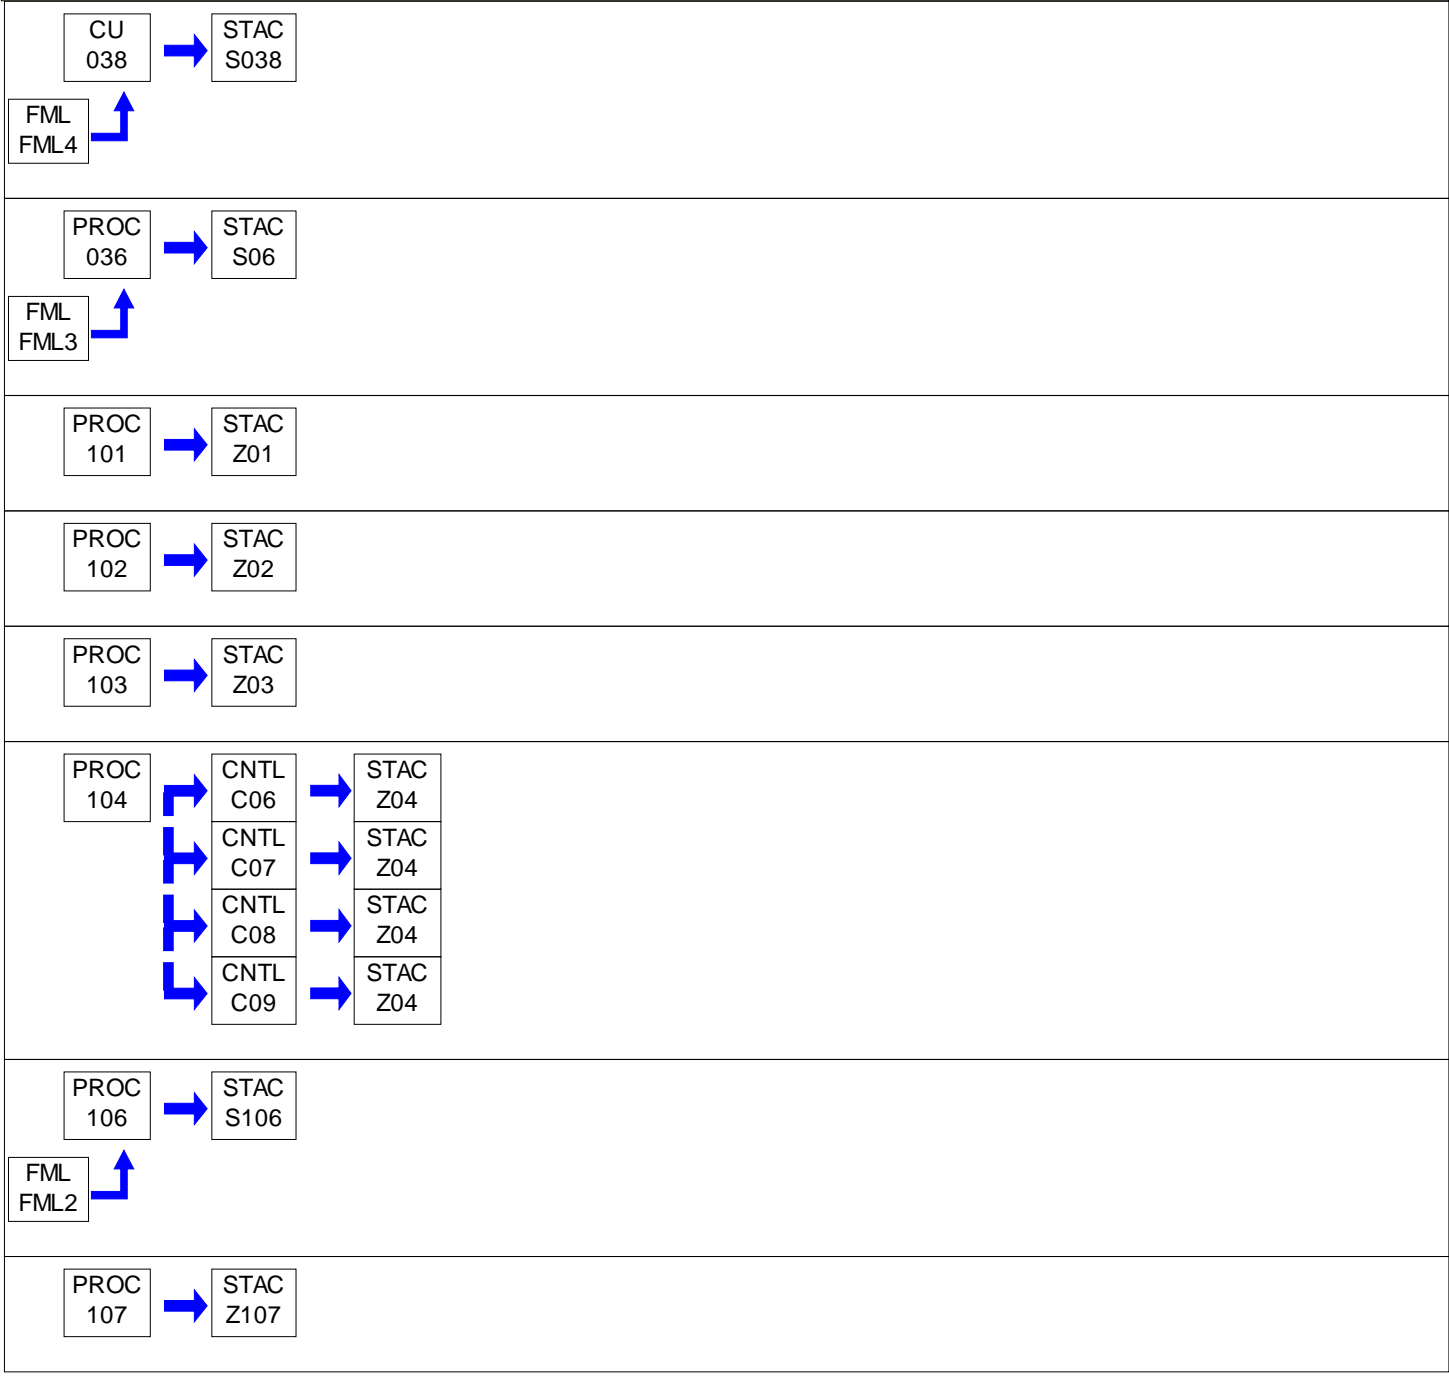 CU
038
STAC
S038
FML
FML4
PROC
036
STAC
S06
FML
FML3
PROC
101
STAC
Z01
PROC
102
STAC
Z02
PROC
103
STAC
Z03
PROC
104
CNTL
C06
STAC
Z04
CNTL
C07
STAC
Z04
CNTL
C08
STAC
Z04
CNTL
C09
STAC
Z04
PROC
106
STAC
S106
FML
FML2
PROC
107
STAC
Z107